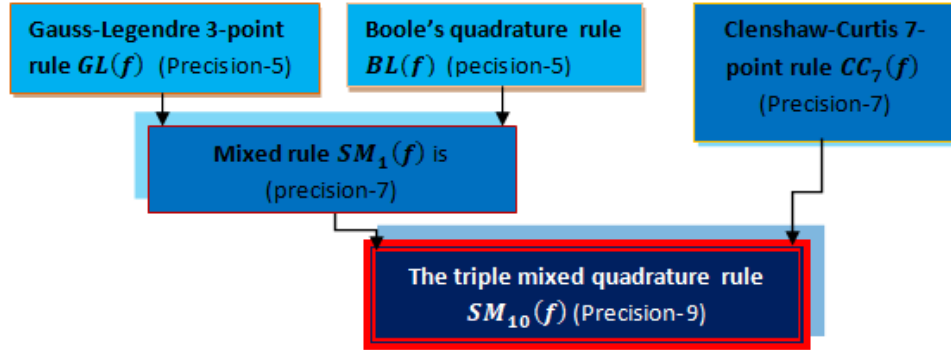 Gauss-Legendre 3-point
rule GL(f) (Precision-5)
Boole's quadrature rule
BL(f) (pecision-5)
Clenshaw-Curtis 7-
point rule CC₇(f)
(Precision-7)
Mixed rule SM₁(f) is
(precision-7)
The triple mixed quadrature rule
SM₁₀(f) (Precision-9)